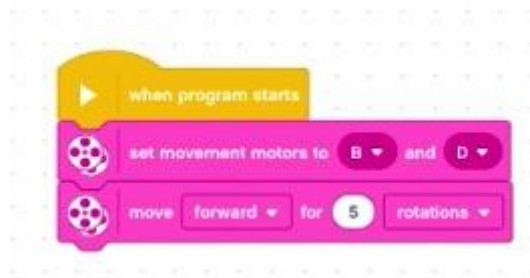 when program starts
set movement motors to B and D
move forward for 5 rotations